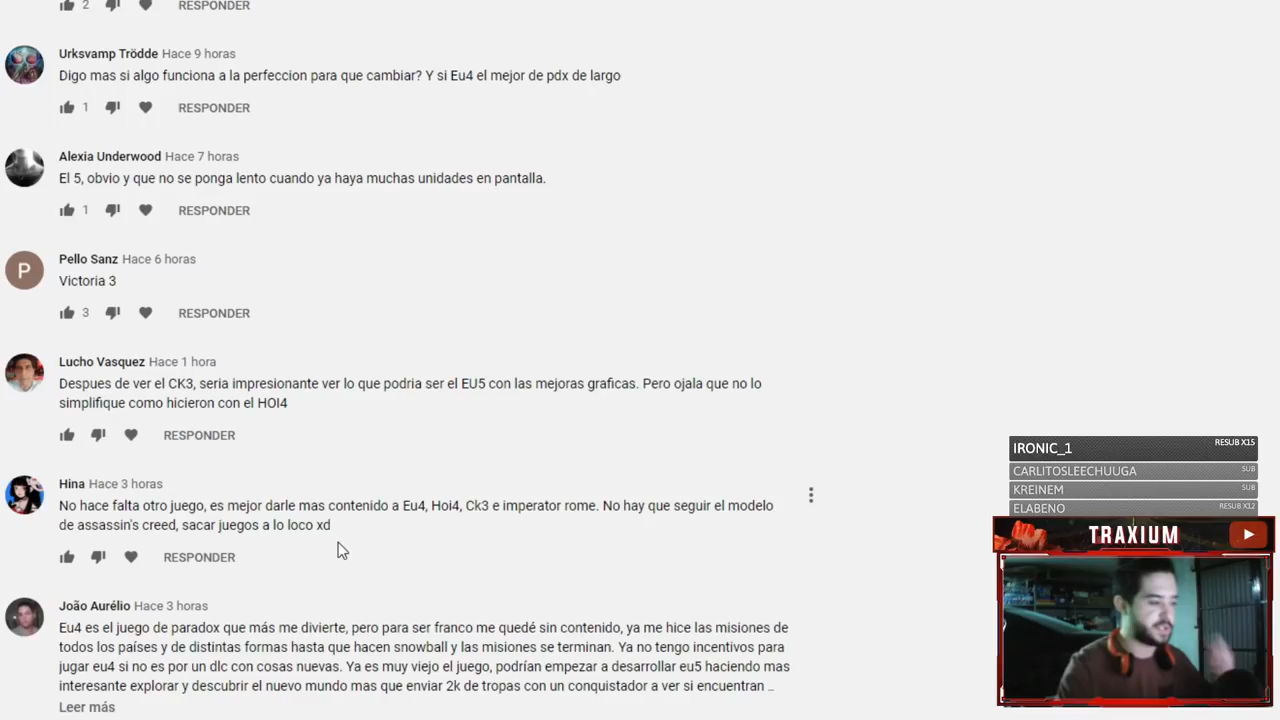 2 RESPONDER
Urksvamp Trödde Hace 9 horas
Digo mas si algo funciona a la perfeccion para que cambiar? Y si Eu4 el mejor de pdx de largo
1 RESPONDER
Alexia Underwood Hace 7 horas
El 5, obvio y que no se ponga lento cuando ya haya muchas unidades en pantalla.
1 RESPONDER
P
Pello Sanz Hace 6 horas
Victoria 3
3 RESPONDER
Lucho Vasquez Hace 1 hora
Despues de ver el CK3, seria impresionante ver lo que podria ser el EU5 con las mejoras graficas. Pero ojala que no lo
simplifique como hicieron con el HOI4
RESPONDER
Hina Hace 3 horas
No hace falta otro juego, es mejor darle mas contenido a Eu4, Hoi4, Ck3 e imperator rome. No hay que seguir el modelo
de assassin's creed, sacar juegos a lo loco xd
RESPONDER
João Aurélio Hace 3 horas
Eu4 es el juego de paradox que más me divierte, pero para ser franco me quedé sin contenido, ya me hice las misiones de
todos los países y de distintas formas hasta que hacen snowball y las misiones se terminan. Ya no tengo incentivos para
jugar eu4 si no es por un dlc con cosas nuevas. Ya es muy viejo el juego, podrían empezar a desarrollar eu5 haciendo mas
interesante explorar y descubrir el nuevo mundo mas que enviar 2k de tropas con un conquistador a ver si encuentran ...
Leer más
IRONIC_1 RESUB X15
CARLITOSLEECHUUGA SUB
KREINEM SUB
ELABENO RESUB X12
TRAXIUM